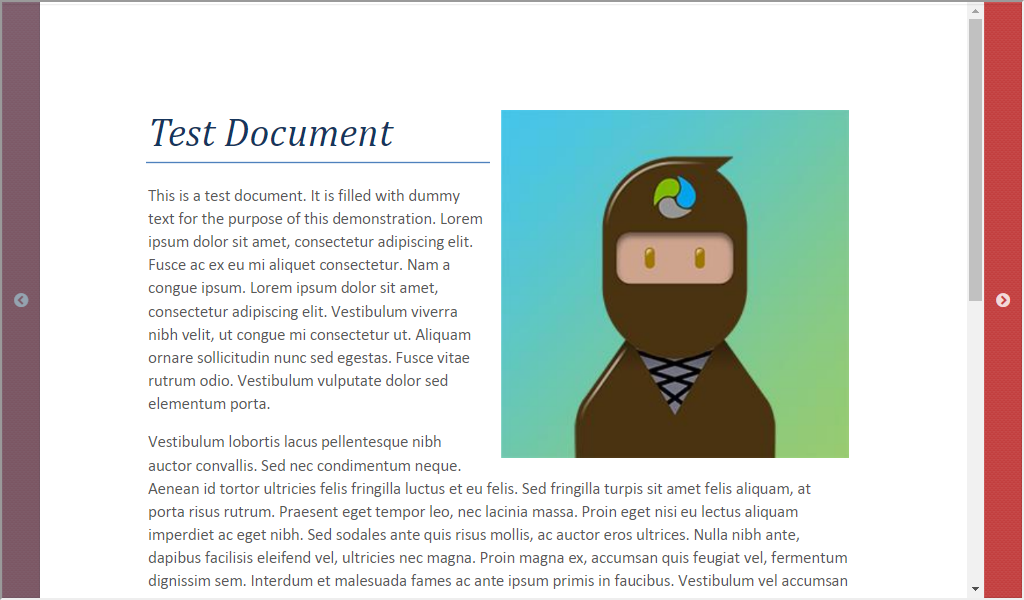 Test Document
This is a test document. It is filled with dummy
text for the purpose of this demonstration. Lorem
ipsum dolor sit amet, consectetur adipiscing elit.
Fusce ac ex eu mi aliquet consectetur. Nam a
congue ipsum. Lorem ipsum dolor sit amet,
consectetur adipiscing elit. Vestibulum viverra
nibh velit, ut congue mi consectetur ut. Aliquam
ornare sollicitudin nunc sed egestas. Fusce vitae
rutrum odio. Vestibulum vulputate dolor sed
elementum porta.
Vestibulum lobortis lacus pellentesque nibh
auctor convallis. Sed nec condimentum neque.
Aenean id tortor ultricies felis fringilla luctus et eu felis. Sed fringilla turpis sit amet felis aliquam, at
porta risus rutrum. Praesent eget tempor leo, nec lacinia massa. Proin eget nisi eu lectus aliquam
imperdiet ac eget nibh. Sed sodales ante quis risus mollis, ac auctor eros ultrices. Nulla nibh ante,
dapibus facilisis eleifend vel, ultricies nec magna. Proin magna ex, accumsan quis feugiat vel, fermentum
dignissim sem. Interdum et malesuada fames ac ante ipsum primis in faucibus. Vestibulum vel accumsan